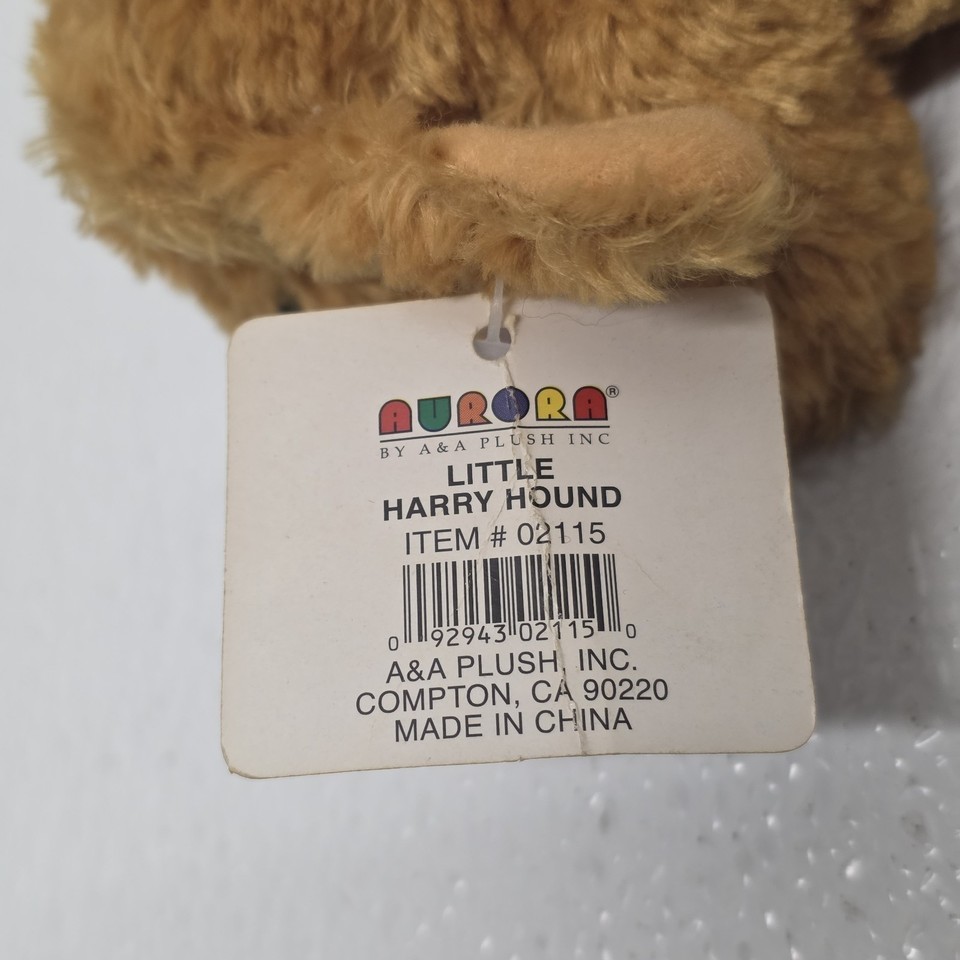 AURORA®
BY A&A PLUSH INC
LITTLE
HARRY HOUND
ITEM # 02115
0 92943 02115 0
A&A PLUSH, INC.
COMPTON, CA 90220
MADE IN CHINA